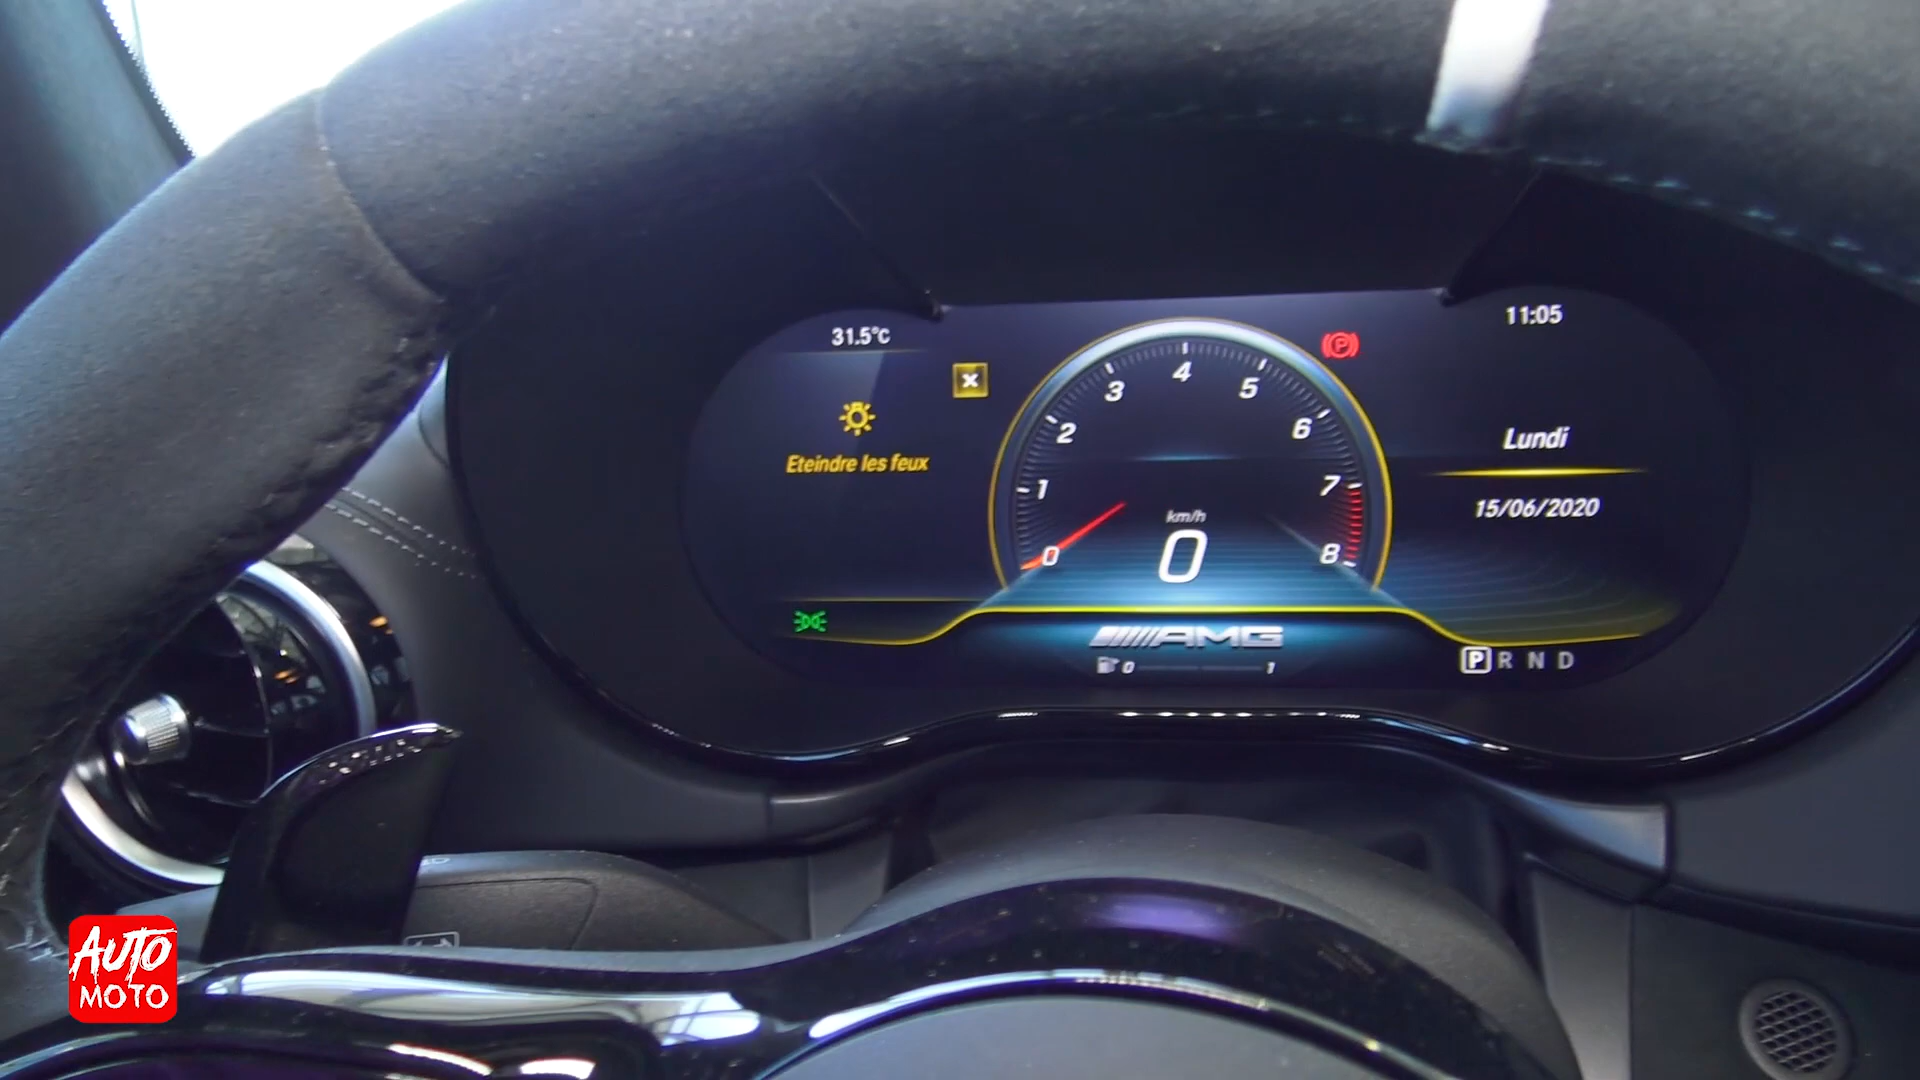 31.5°C
11:05
Eteindre les feux
0
1
2
3
4
5
6
7
8
km/h
0
Lundi
15/06/2020
AMG
0 1
P R N D
AUTO
MOTO